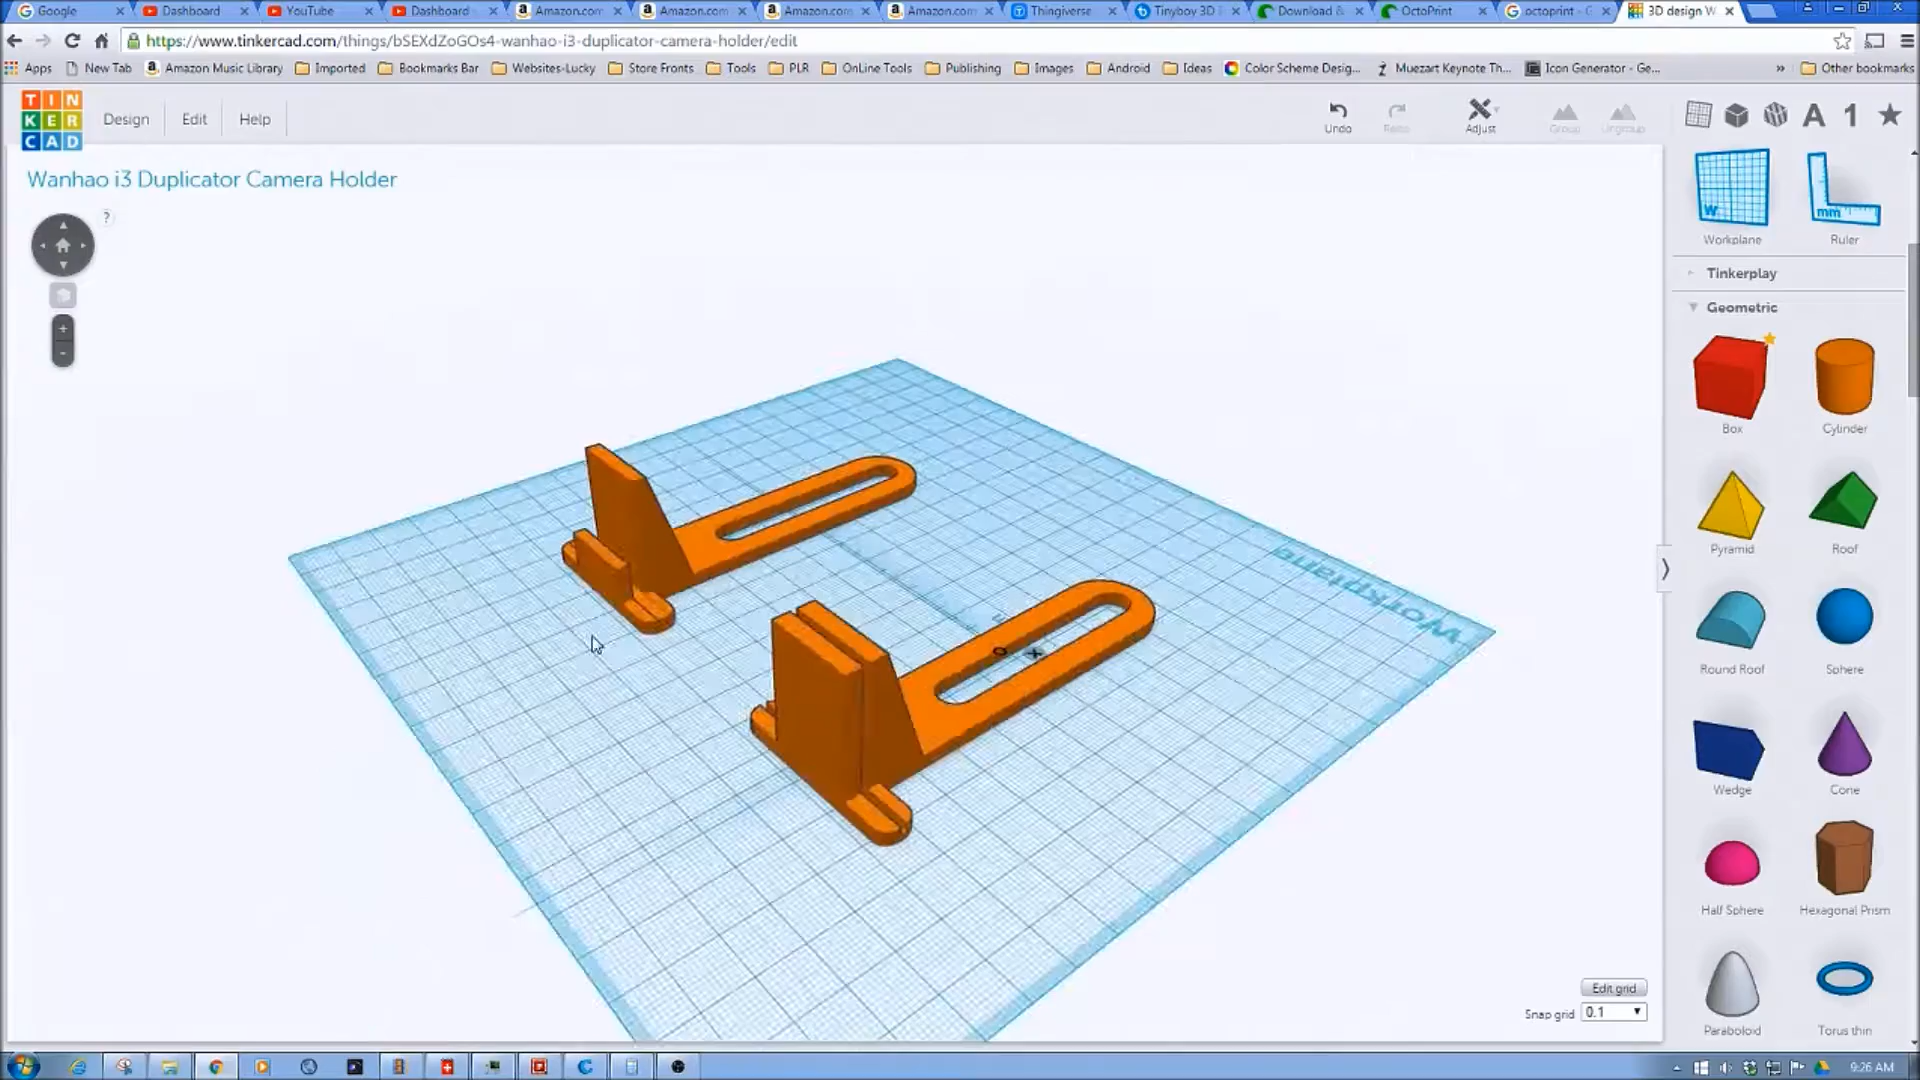 Google Dashboard YouTube Dashboard Amazon.com Amazon.com Amazon.com Amazon.com Thingiverse Tinyboy 3D Download & OctoPrint octoprint - G 3D design W
https://www.tinkercad.com/things/bSEXdZoGOs4-wanhao-i3-duplicator-camera-holder/edit
Apps New Tab Amazon Music Library Imported Bookmarks Bar Websites-Lucky Store Fronts Tools PLR OnLine Tools Publishing Images Android Ideas Color Scheme Desig... Muezart Keynote Th... Icon Generator - Ge... » Other bookmarks
TIN
KER
CAD
Design Edit Help
Undo Redo Adjust Group Ungroup
A 1
Wanhao i3 Duplicator Camera Holder
?
+
-
W
mm
Workplane Ruler
Tinkerplay
Geometric
Box Cylinder
Pyramid Roof
Round Roof Sphere
Wedge Cone
Half Sphere Hexagonal Prism
Paraboloid Torus thin
Workplane
Edit grid
Snap grid 0.1
9:26 AM